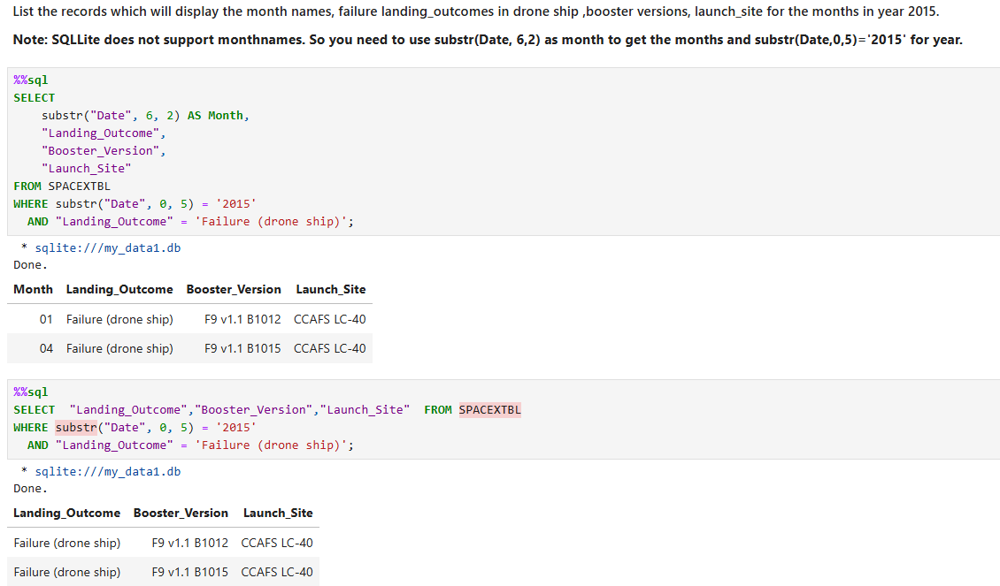 List the records which will display the month names, failure landing_outcomes in drone ship ,booster versions, launch_site for the months in year 2015.
Note: SQLLite does not support monthnames. So you need to use substr(Date, 6,2) as month to get the months and substr(Date,0,5)='2015' for year.
%%sql
SELECT
    substr("Date", 6, 2) AS Month,
    "Landing_Outcome",
    "Booster_Version",
    "Launch_Site"
FROM SPACEXTBL
WHERE substr("Date", 0, 5) = '2015'
  AND "Landing_Outcome" = 'Failure (drone ship)';
* sqlite:///my_data1.db
Done.
Month Landing_Outcome Booster_Version Launch_Site
01 Failure (drone ship) F9 v1.1 B1012 CCAFS LC-40
04 Failure (drone ship) F9 v1.1 B1015 CCAFS LC-40
%%sql
SELECT  "Landing_Outcome","Booster_Version","Launch_Site"  FROM SPACEXTBL
WHERE substr("Date", 0, 5) = '2015'
  AND "Landing_Outcome" = 'Failure (drone ship)';
* sqlite:///my_data1.db
Done.
Landing_Outcome Booster_Version Launch_Site
Failure (drone ship) F9 v1.1 B1012 CCAFS LC-40
Failure (drone ship) F9 v1.1 B1015 CCAFS LC-40